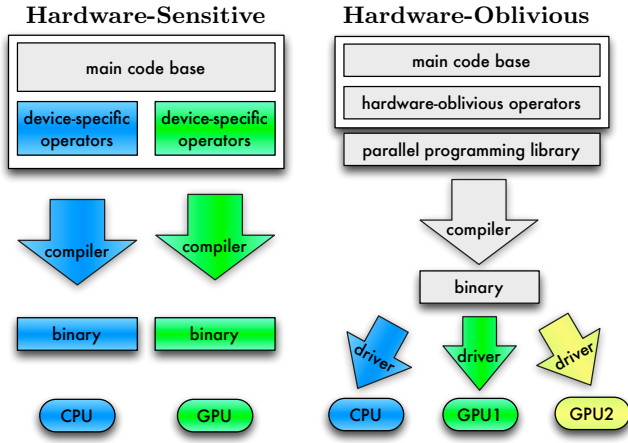 Hardware-Sensitive
main code base
device-specific
operators
device-specific
operators
compiler
compiler
binary
binary
CPU
GPU
Hardware-Oblivious
main code base
hardware-oblivious operators
parallel programming library
compiler
binary
driver
driver
driver
CPU
GPU1
GPU2